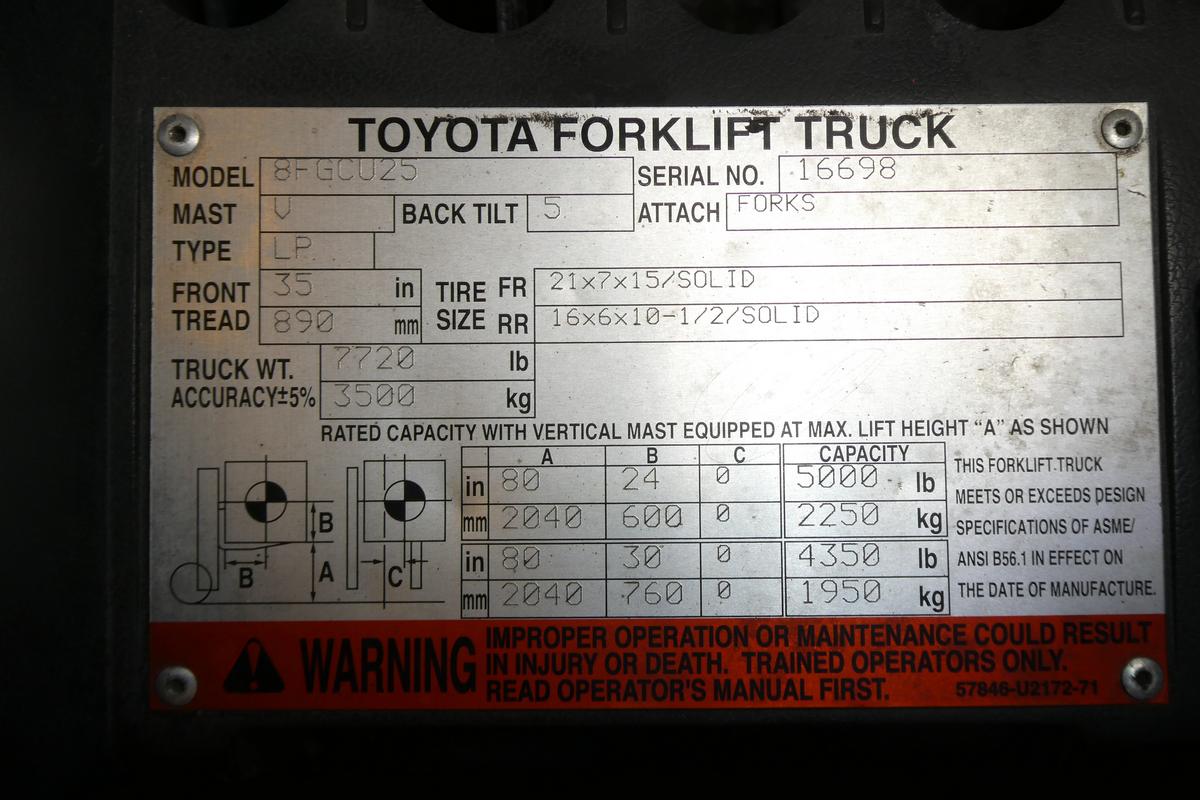 TOYOTA FORKLIFT TRUCK
MODEL 8FGCU25 SERIAL NO. 16698
MAST V BACK TILT 5 ATTACH FORKS
TYPE LP
FRONT TREAD 35 in TIRE SIZE FR 21x7x15/SOLID
890 mm RR 16x6x10-1/2/SOLID
TRUCK WT. 7720 lb
ACCURACY±5% 3500 kg
RATED CAPACITY WITH VERTICAL MAST EQUIPPED AT MAX. LIFT HEIGHT “A” AS SHOWN
A B C CAPACITY
in 80 24 0 5000 lb
mm 2040 600 0 2250 kg
in 80 30 0 4350 lb
mm 2040 760 0 1950 kg
B
B A C
THIS FORKLIFT TRUCK
MEETS OR EXCEEDS DESIGN
SPECIFICATIONS OF ASME/
ANSI B56.1 IN EFFECT ON
THE DATE OF MANUFACTURE.
WARNING
IMPROPER OPERATION OR MAINTENANCE COULD RESULT
IN INJURY OR DEATH. TRAINED OPERATORS ONLY.
READ OPERATOR'S MANUAL FIRST. 57846-U2172-71